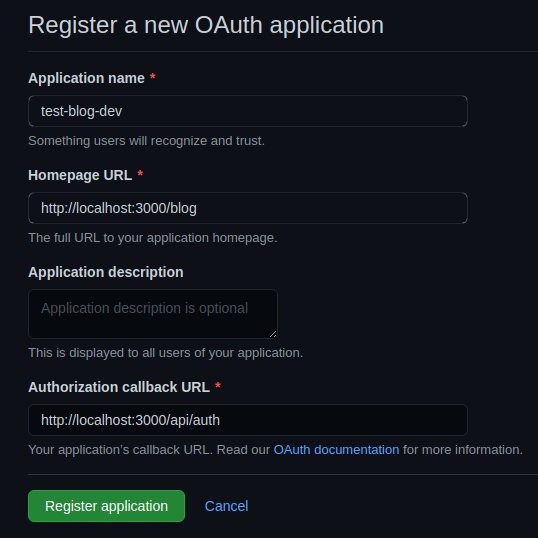 Register a new OAuth application
Application name *
test-blog-dev
Something users will recognize and trust.
Homepage URL *
http://localhost:3000/blog
The full URL to your application homepage.
Application description
Application description is optional
This is displayed to all users of your application.
Authorization callback URL *
http://localhost:3000/api/auth
Your application's callback URL. Read our OAuth documentation for more information.
Register application Cancel